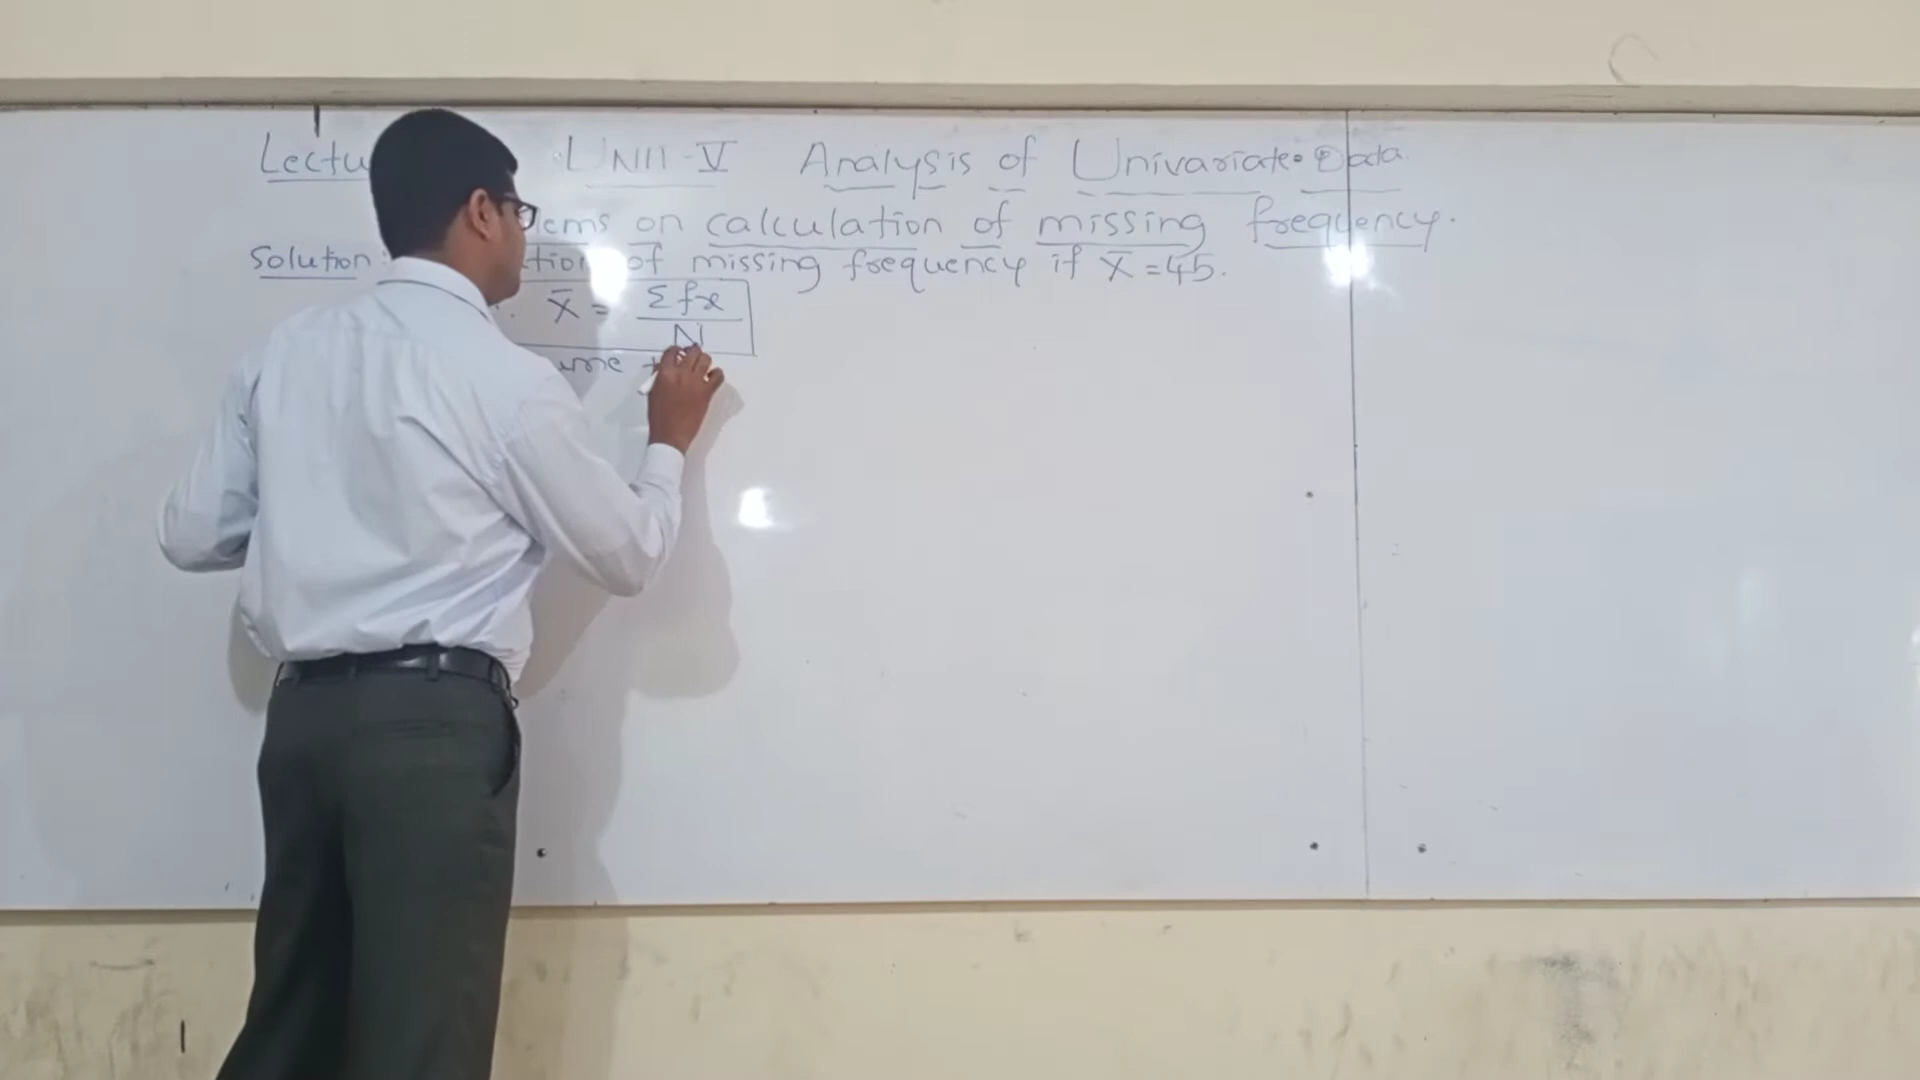 Lectu UNIT-V Analysis of Univariate Data
ems on calculation of missing frequency.
Solution: tion of missing frequency if X̄ = 45.
X̄ = Σfx / N
ume